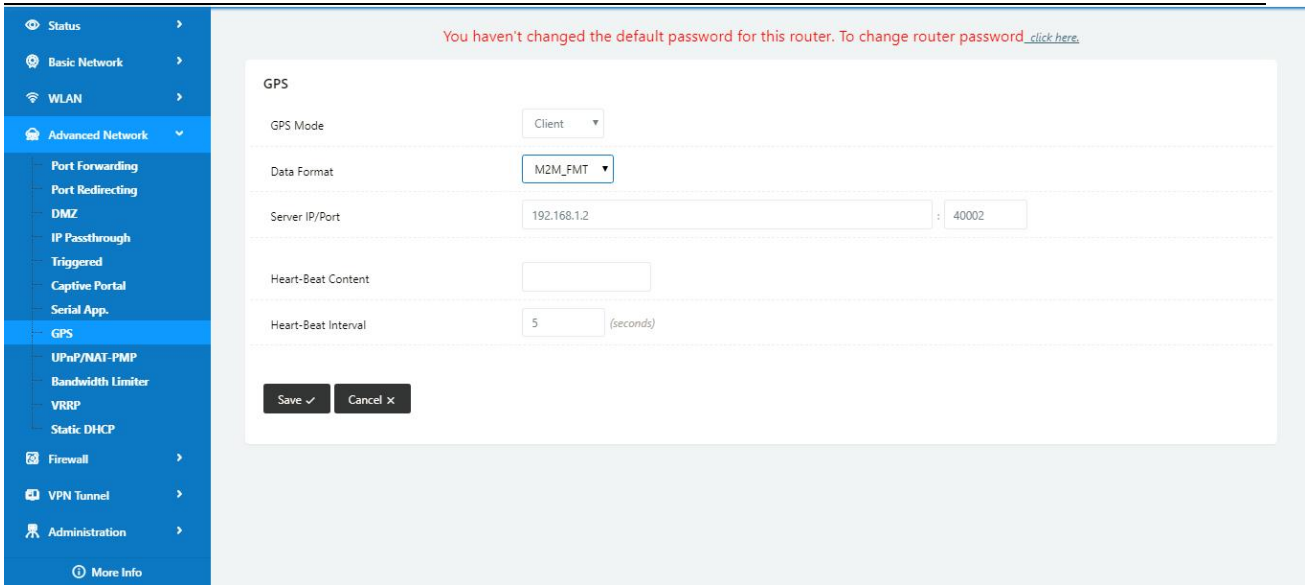 You haven't changed the default password for this router. To change router password click here.
Status
Basic Network
WLAN
Advanced Network
Port Forwarding
Port Redirecting
DMZ
IP Passthrough
Triggered
Captive Portal
Serial App.
GPS
UPnP/NAT-PMP
Bandwidth Limiter
VRRP
Static DHCP
Firewall
VPN Tunnel
Administration
More Info
GPS
GPS Mode Client
Data Format M2M_FMT
Server IP/Port 192.168.1.2 : 40002
Heart-Beat Content
Heart-Beat Interval 5 (seconds)
Save Cancel